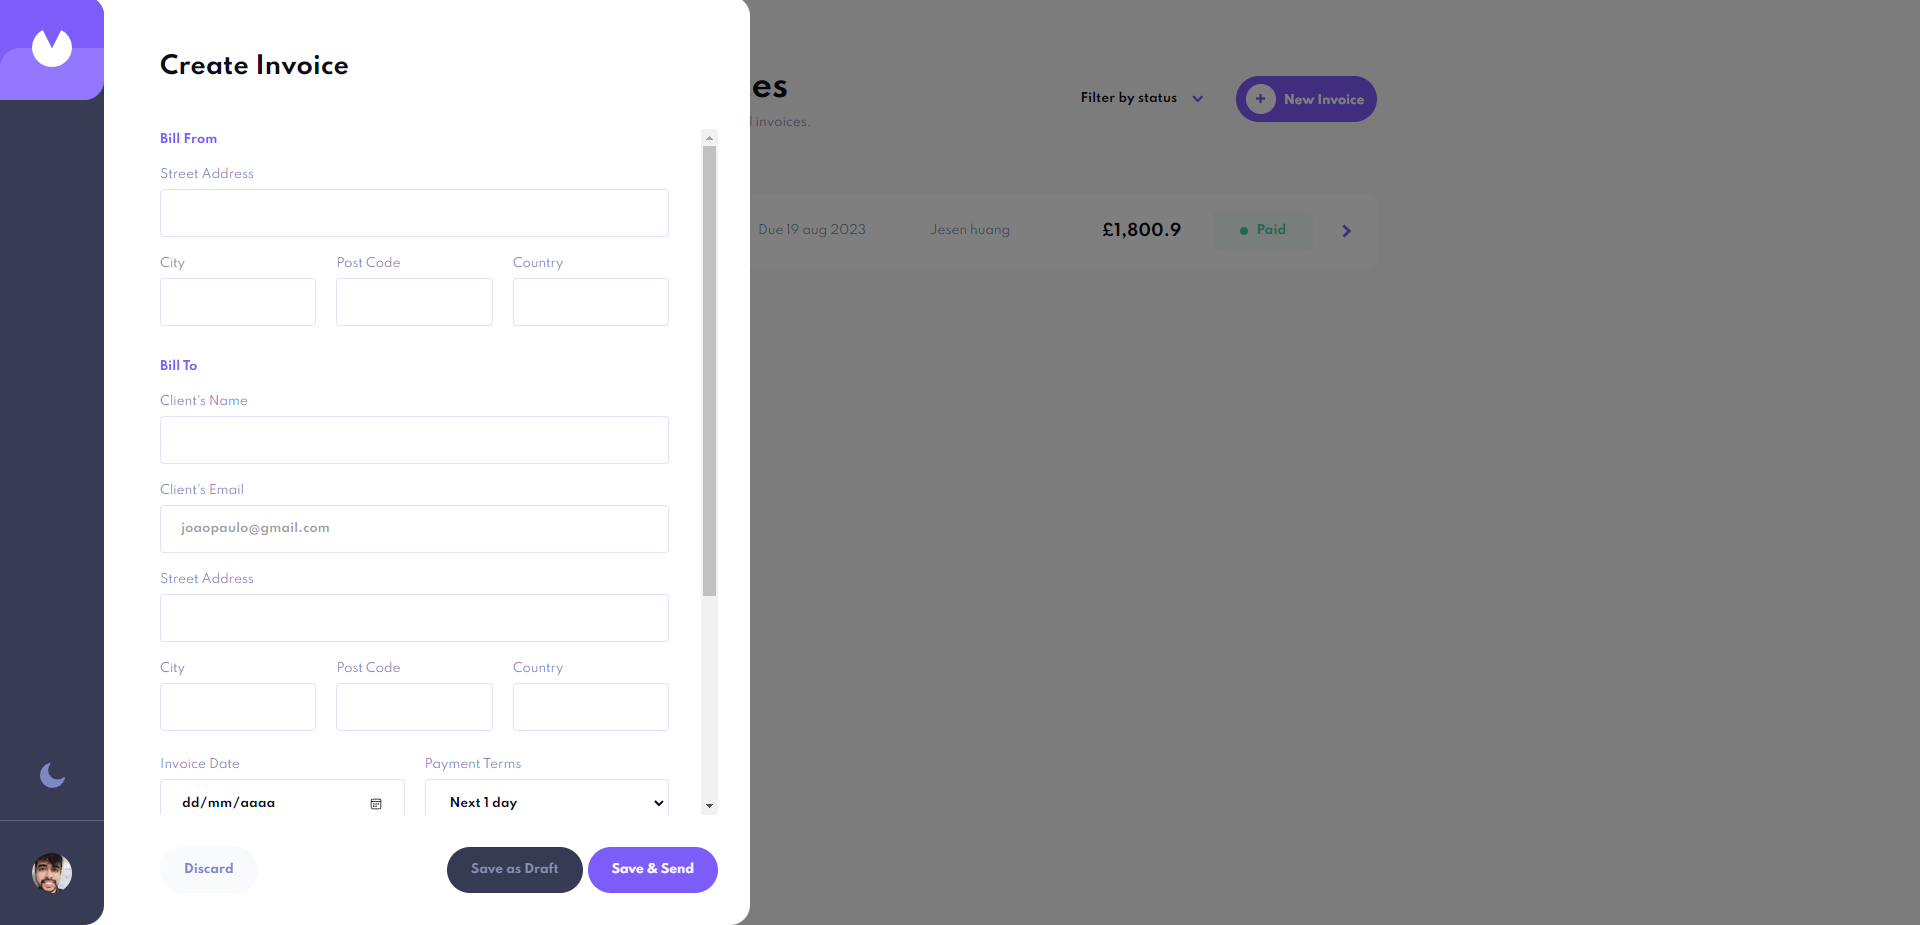 Create Invoice
Bill From
Street Address
City Post Code Country
Bill To
Client's Name
Client's Email
joaopaulo@gmail.com
Street Address
City Post Code Country
Invoice Date Payment Terms
dd/mm/aaaa Next 1 day
Discard Save as Draft Save & Send
es
invoices.
Filter by status
+ New Invoice
Due 19 aug 2023 Jesen huang £1,800.9 Paid